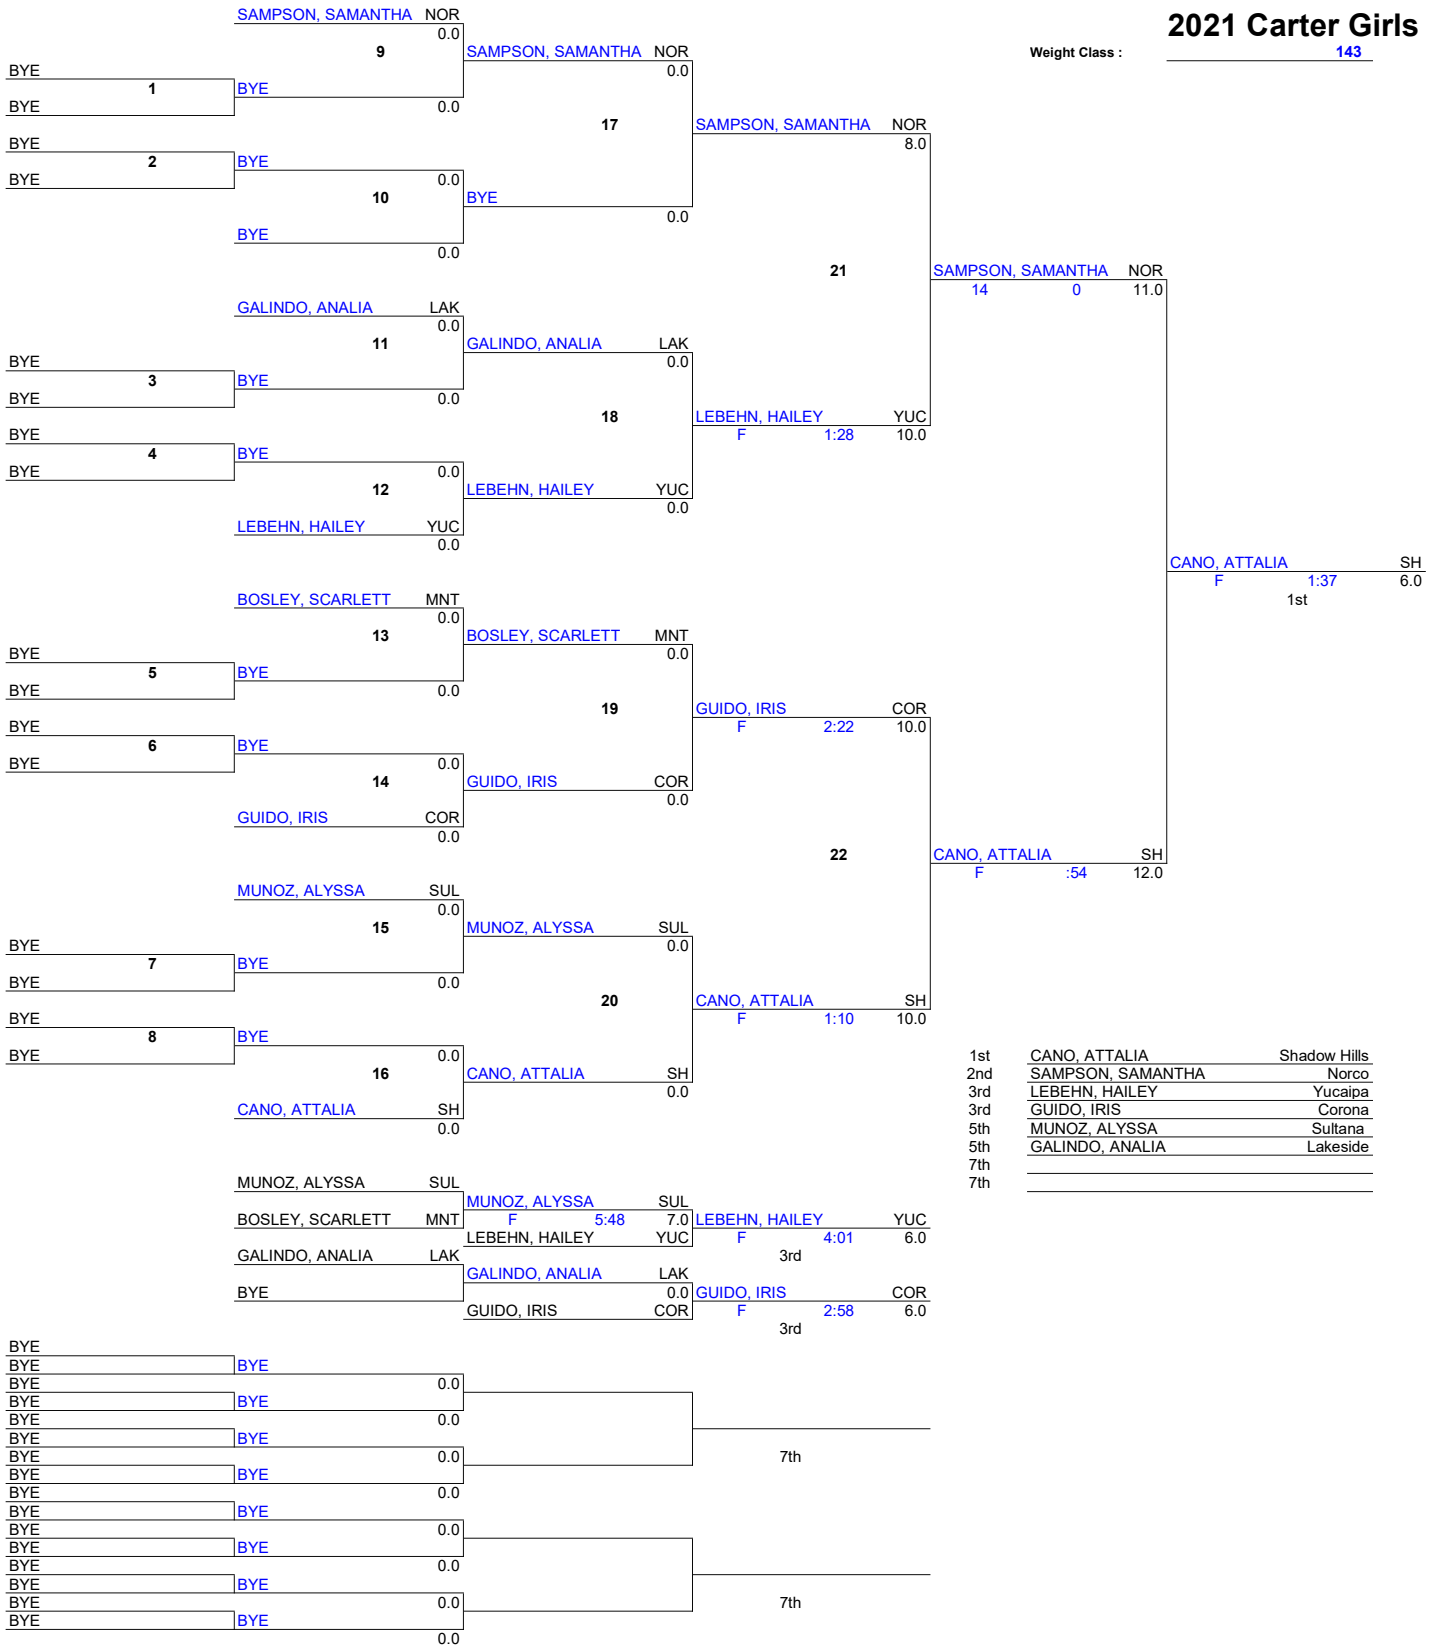 SAMPSON, SAMANTHA NOR
2021 Carter Girls
0.0
9
SAMPSON, SAMANTHA NOR
Weight Class : 143
BYE
0.0
1
BYE
BYE
0.0
17
SAMPSON, SAMANTHA NOR
BYE
8.0
2
BYE
BYE
0.0
10
BYE
0.0
BYE
0.0
21
SAMPSON, SAMANTHA NOR
14 0 11.0
GALINDO, ANALIA LAK
0.0
11
GALINDO, ANALIA LAK
BYE
0.0
3
BYE
BYE
0.0
18
LEBEHN, HAILEY YUC
BYE
F 1:28 10.0
4
BYE
BYE
0.0
12
LEBEHN, HAILEY YUC
0.0
LEBEHN, HAILEY YUC
0.0
CANO, ATTALIA SH
F 1:37 6.0
1st
BOSLEY, SCARLETT MNT
0.0
13
BOSLEY, SCARLETT MNT
BYE
0.0
5
BYE
BYE
0.0
19
GUIDO, IRIS COR
BYE
F 2:22 10.0
6
BYE
BYE
0.0
14
GUIDO, IRIS COR
0.0
GUIDO, IRIS COR
0.0
22
CANO, ATTALIA SH
F :54 12.0
MUNOZ, ALYSSA SUL
0.0
15
MUNOZ, ALYSSA SUL
BYE
0.0
7
BYE
BYE
0.0
20
CANO, ATTALIA SH
BYE
F 1:10 10.0
8
BYE
BYE
0.0
16
CANO, ATTALIA SH
0.0
CANO, ATTALIA SH
0.0
1st CANO, ATTALIA Shadow Hills
2nd SAMPSON, SAMANTHA Norco
3rd LEBEHN, HAILEY Yucaipa
3rd GUIDO, IRIS Corona
5th MUNOZ, ALYSSA Sultana
5th GALINDO, ANALIA Lakeside
7th
7th
MUNOZ, ALYSSA SUL
MUNOZ, ALYSSA SUL
BOSLEY, SCARLETT MNT
F 5:48 7.0
LEBEHN, HAILEY YUC
LEBEHN, HAILEY YUC
F 4:01 6.0
GALINDO, ANALIA LAK
3rd
GALINDO, ANALIA LAK
BYE
0.0
GUIDO, IRIS COR
GUIDO, IRIS COR
F 2:58 6.0
3rd
BYE
BYE
BYE
BYE
0.0
BYE
BYE
BYE
0.0
BYE
BYE
BYE
0.0
7th
BYE
BYE
BYE
0.0
BYE
BYE
BYE
0.0
BYE
BYE
BYE
0.0
BYE
BYE
BYE
0.0
7th
BYE
BYE
0.0